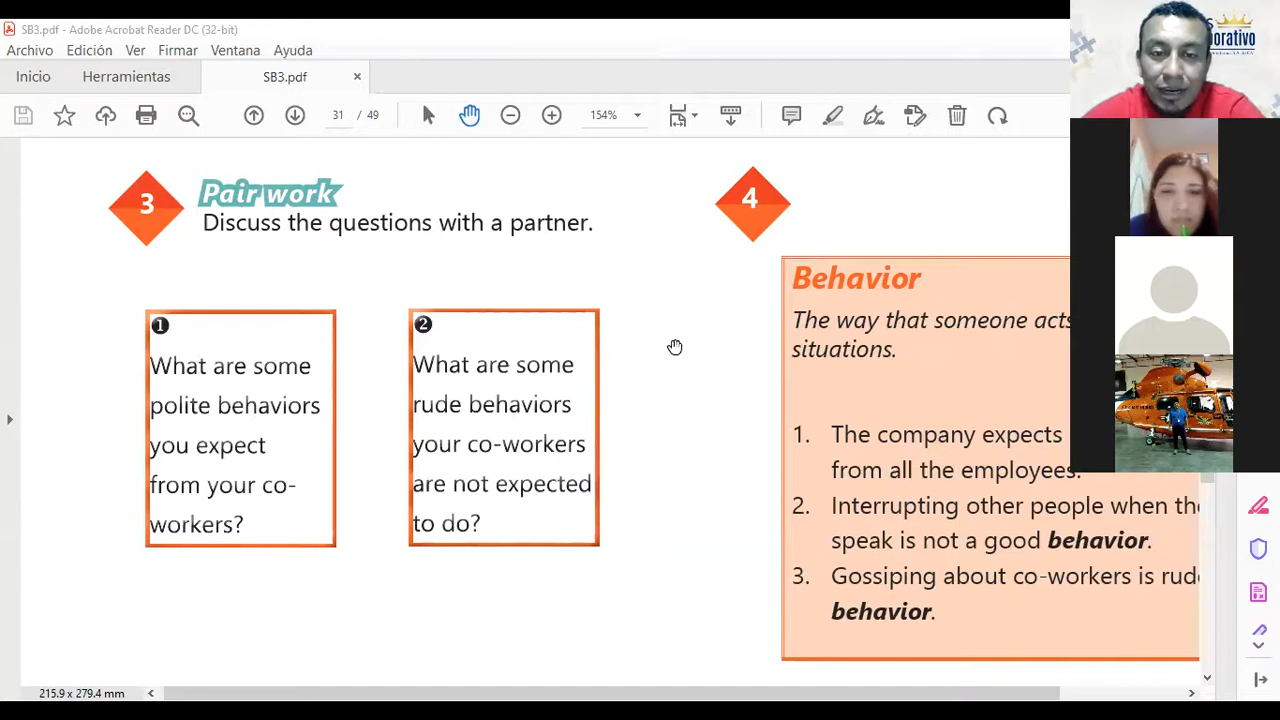 SB3.pdf - Adobe Acrobat Reader DC (32-bit)
Archivo Edición Ver Firmar Ventana Ayuda
Inicio Herramientas SB3.pdf ×
31 / 49 154%
3 Pair work
Discuss the questions with a partner.
4
1
What are some
polite behaviors
you expect
from your co-
workers?
2
What are some
rude behaviors
your co-workers
are not expected
to do?
Behavior
The way that someone acts
situations.
1. The company expects
from all the employees.
2. Interrupting other people when the
speak is not a good behavior.
3. Gossiping about co-workers is rude
behavior.
215.9 x 279.4 mm